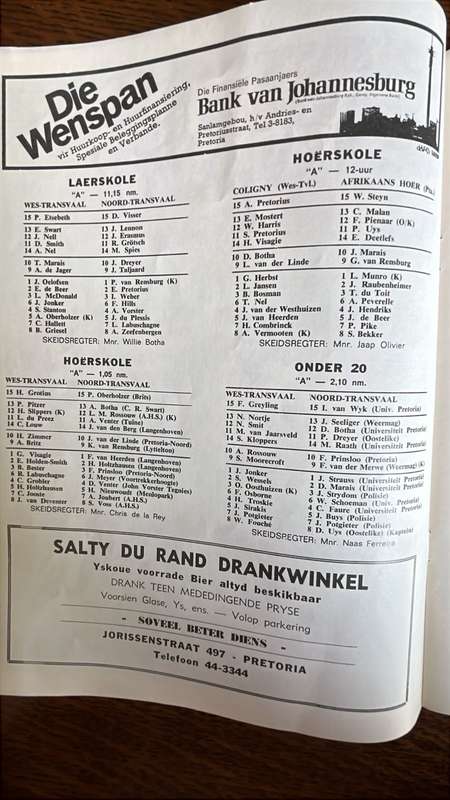 Die
Wenspan
vir Huurkoop- en Huurfinansiering,
Spesiale Beleggingsplanne
en Verbande.
Die Finansiële Pasaanjaers
Bank van Johannesburg
Sanlamgebou, h/v Andries- en
Pretoriusstraat, Tel 3-8183,
Pretoria
LAERSKOLE
"A" — 11,15 nm.
WES-TRANSVAAL NOORD-TRANSVAAL
15 P. Etsebeth 15 D. Visser
13 E. Swart 13 J. Lennon
12 J. Nell 12 J. Erasmus
11 D. Smith 11 R. Grötsch
14 A. Nel 14 M. Spies
10 T. Marais 10 J. Dreyer
9 A. de Jager 9 J. Taljaard
1 J. Oelofsen 1 P. van Remsburg (K)
2 E. de Beer 2 E. Pretorius
3 L. McDonald 3 I. Weber
6 J. Jonker 6 F. Hills
4 S. Stanton 4 A. Vorster
5 A. Oberholzer (K) 5 J. du Plessis
7 C. Hallett 7 L. Labuschagne
8 B. Griesel 8 A. Zeefenbergen
SKEIDSREGTER: Mnr. Willie Botha
HOËRSKOLE
"A" — 1,05 nm.
WES-TRANSVAAL NOORD-TRANSVAAL
15 H. Grotius 15 P. Oberholzer (Brits)
13 P. Pitzer 13 A. Botha (C. R. Swart)
12 H. Slippers (K) 12 L. M. Rossouw (A.H.S.) (K)
11 L. du Preez 11 A. Venter (Tuine)
14 C. Louw 14 J. van den Berg (Langenhoven)
10 H. Zimmer 10 J. van der Linde (Pretoria-Noord)
9 A. Britz 9 K. van Remsburg (Lyttelton)
1 G. Visagie 1 F. van Heerden (Langenhoven)
2 E. Holdden-Smith 2 H. Holtzhausen (Langenhoven)
3 B. Buster 3 F. Prinsloo (Pretoria-Noord)
6 R. Labuschagne 6 J. Meyer (Voortrekkerhoogte)
4 C. Grobler 4 D. Venter (John Vorster Tegnies)
5 H. Holtzhausen 5 H. Nieuwoudt (Menlopark)
7 C. Jooste 7 A. Joubert (A.H.S.)
8 J. van Deventer 8 S. Voss (A.H.S.)
SKEIDSREGTER: Mnr. Chris de la Rey
HOËRSKOLE
"A" — 12-uur
COLIGNY (Wes-Tvl.) AFRIKAANS HOER (Pta.)
15 A. Pretorius 15 W. Steyn
13 E. Mostert 13 C. Malan
12 W. Harris 12 F. Pienaar (O/K)
11 S. Pretorius 11 P. Uys
14 H. Visagie 14 E. Deetlefs
10 D. Botha 10 J. Marais
9 L. van der Linde 9 G. van Remsburg
1 G. Herbst 1 L. Munro (K)
2 L. Jansen 2 J. Raubenheimer
3 B. Bosman 3 T. du Toit
6 T. Nel 6 A. Peverelle
4 J. van der Westhuizen 4 J. Hendriks
5 J. van Heerden 5 J. de Beer
7 H. Combrinck 7 P. Pike
8 A. Vermooten (K) 8 S. Bekker
SKEIDSREGTER: Mnr. Jaap Olivier
ONDER 20
"A" — 2,10 nm.
WES-TRANSVAAL NOORD-TRANSVAAL
15 F. Greyling 15 I. van Wyk (Univ. Pretoria)
13 N. Nortje 13 J. Seeliger (Weermag)
12 N. Smit 12 D. Botha (Universiteit Pretoria)
11 M. van Jaarsveld 11 P. Dreyer (Oostelike)
14 S. Kloppers 14 M. Raath (Universiteit Pretoria)
10 A. Rossouw 10 F. Prinsloo (Pretoria)
9 S. Moorecroft 9 F. van der Merwe (Weermag) (K)
1 J. Jonker 1 J. Strauss (Universiteit Pretoria)
2 S. Wessels 2 D. Marais (Universiteit Pretoria)
3 O. Oosthuizen (K) 3 J. Strydom (Polisie)
6 F. Osborne 6 W. Schoeman (Univ. Pretoria)
4 H. Troskie 4 C. Faure (Universiteit Pretoria)
5 J. Sirakis 5 J. Buys (Polisie)
7 J. Potgieter 7 J. Potgieter (Polisie)
8 W. Fouché 8 D. Uys (Oostelike) (Kaptein)
SKEIDSREGTER: Mnr. Naas Ferreira
SALTY DU RAND DRANKWINKEL
Yskoue voorrade Bier altyd beskikbaar
DRANK TEEN MEDEDINGENDE PRYSE
Voorsien Glase, Ys, ens. — Volop parkering
- SOVEEL BETER DIENS -
JORISSENSTRAAT 497 - PRETORIA
Telefoon 44-3344